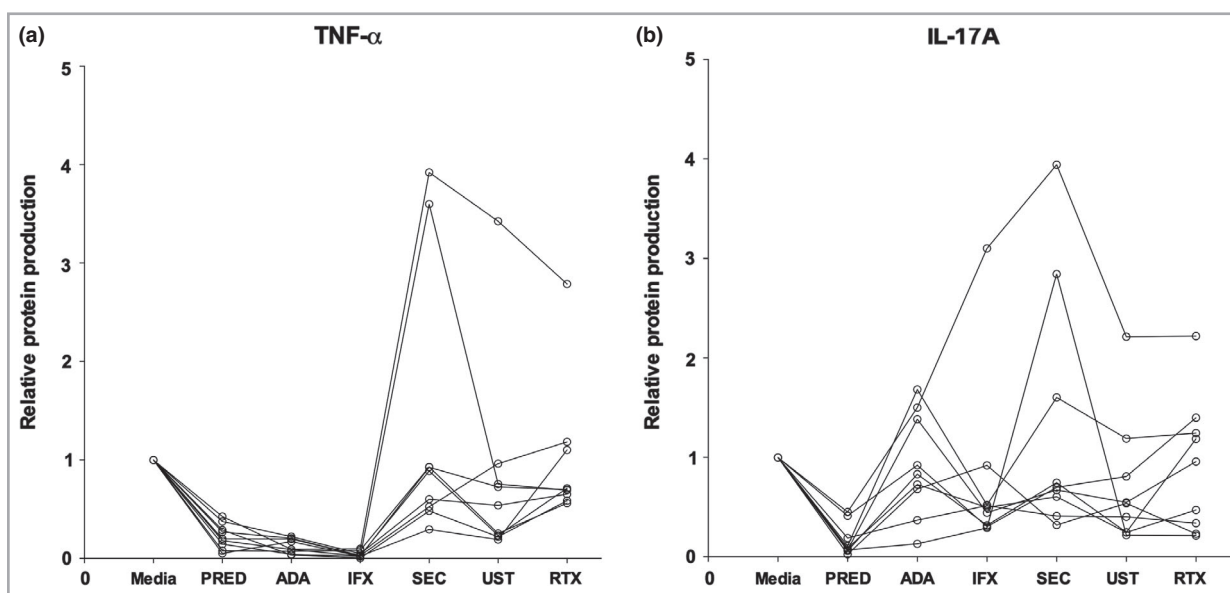 (a)
TNF-α
Relative protein production
5
4
3
2
1
0
0 Media PRED ADA IFX SEC UST RTX
(b)
IL-17A
Relative protein production
5
4
3
2
1
0
0 Media PRED ADA IFX SEC UST RTX